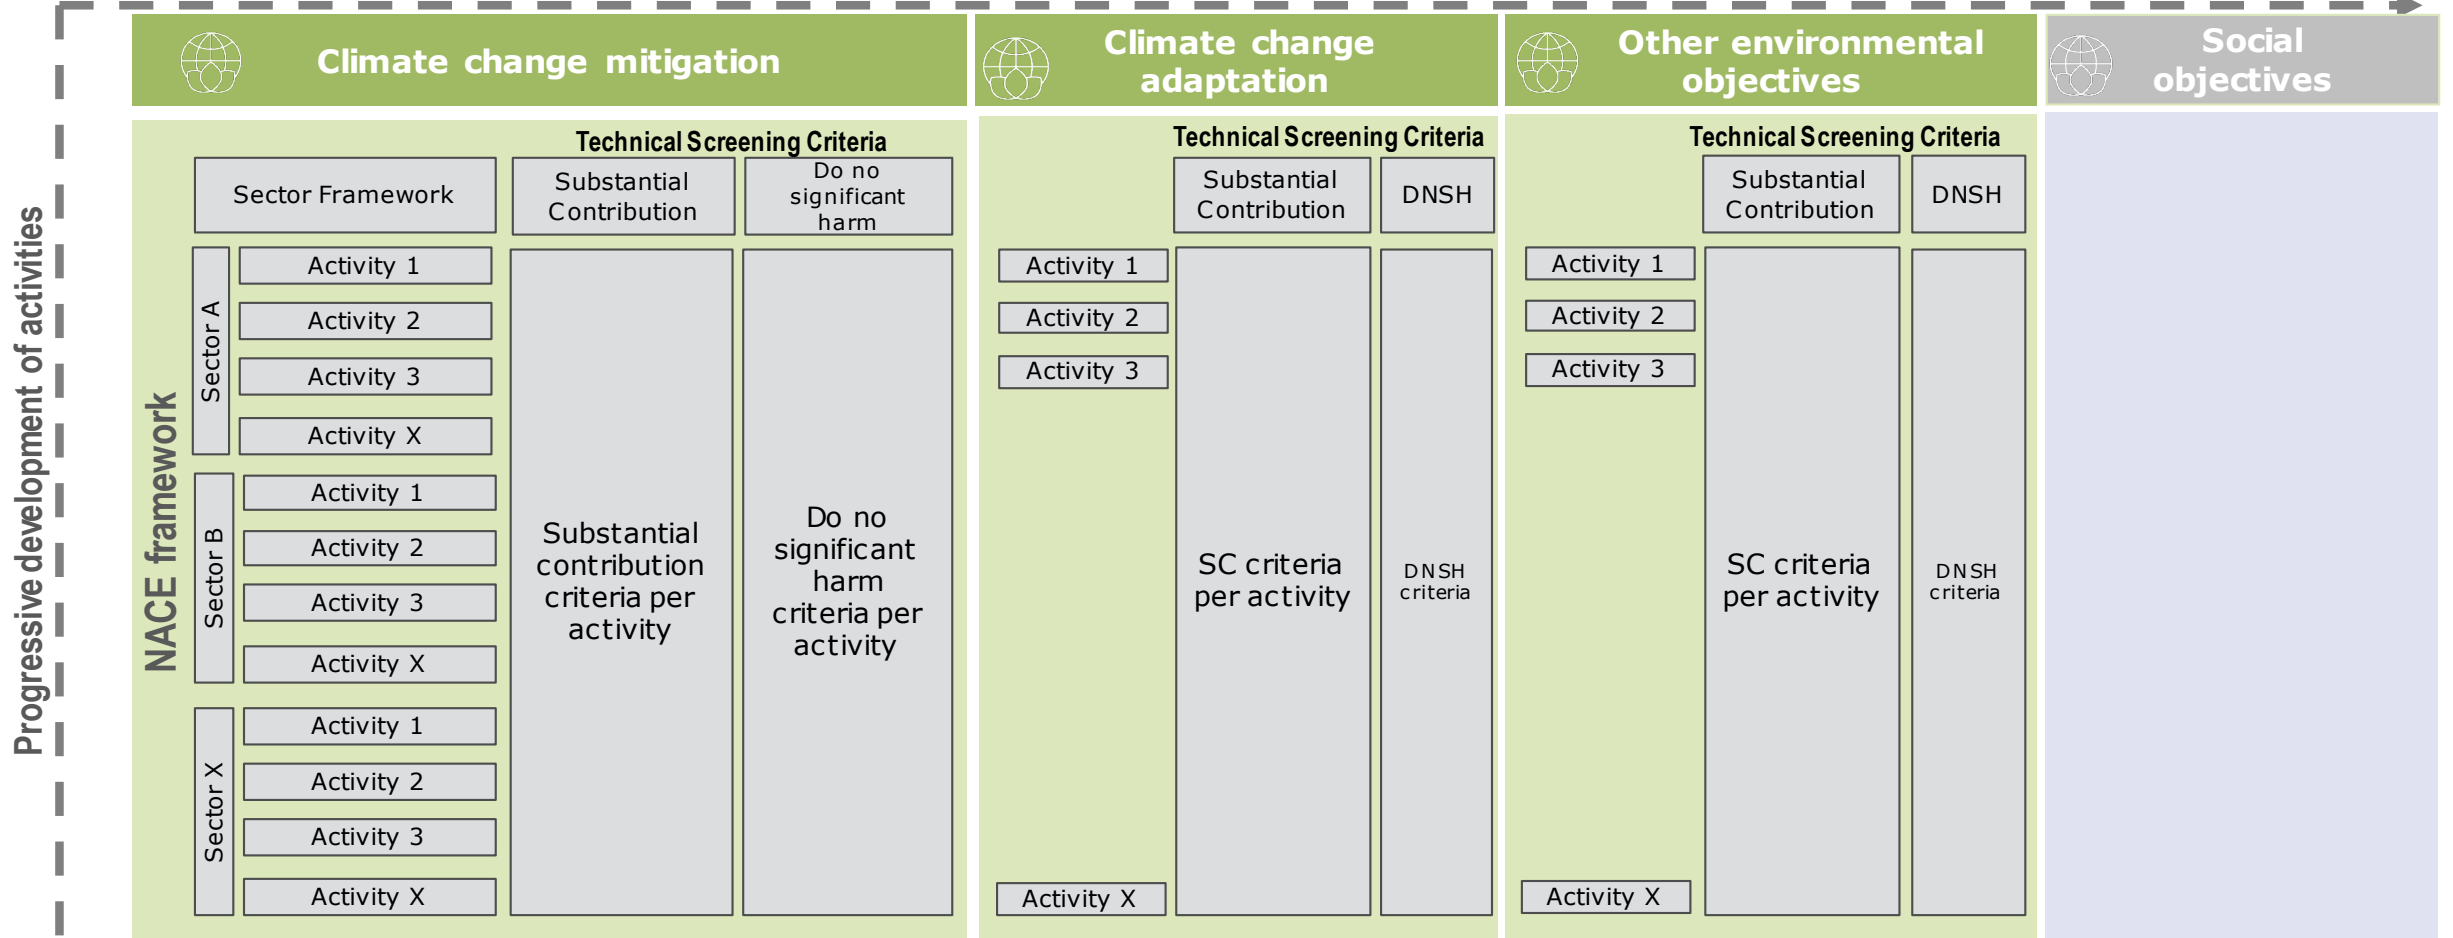 Progressive development of activities
Climate change mitigation
NACE framework
Technical Screening Criteria
Sector Framework
Substantial
Contribution
Do no
significant
harm
Sector A
Activity 1
Activity 2
Activity 3
Activity X
Sector B
Activity 1
Activity 2
Activity 3
Activity X
Sector X
Activity 1
Activity 2
Activity 3
Activity X
Substantial
contribution
criteria per
activity
Do no
significant
harm
criteria per
activity
Climate change
adaptation
Technical Screening Criteria
Substantial
Contribution
DNSH
Activity 1
Activity 2
Activity 3
Activity X
SC criteria
per activity
DNSH
criteria
Other environmental
objectives
Technical Screening Criteria
Substantial
Contribution
DNSH
Activity 1
Activity 2
Activity 3
Activity X
SC criteria
per activity
DNSH
criteria
Social
objectives